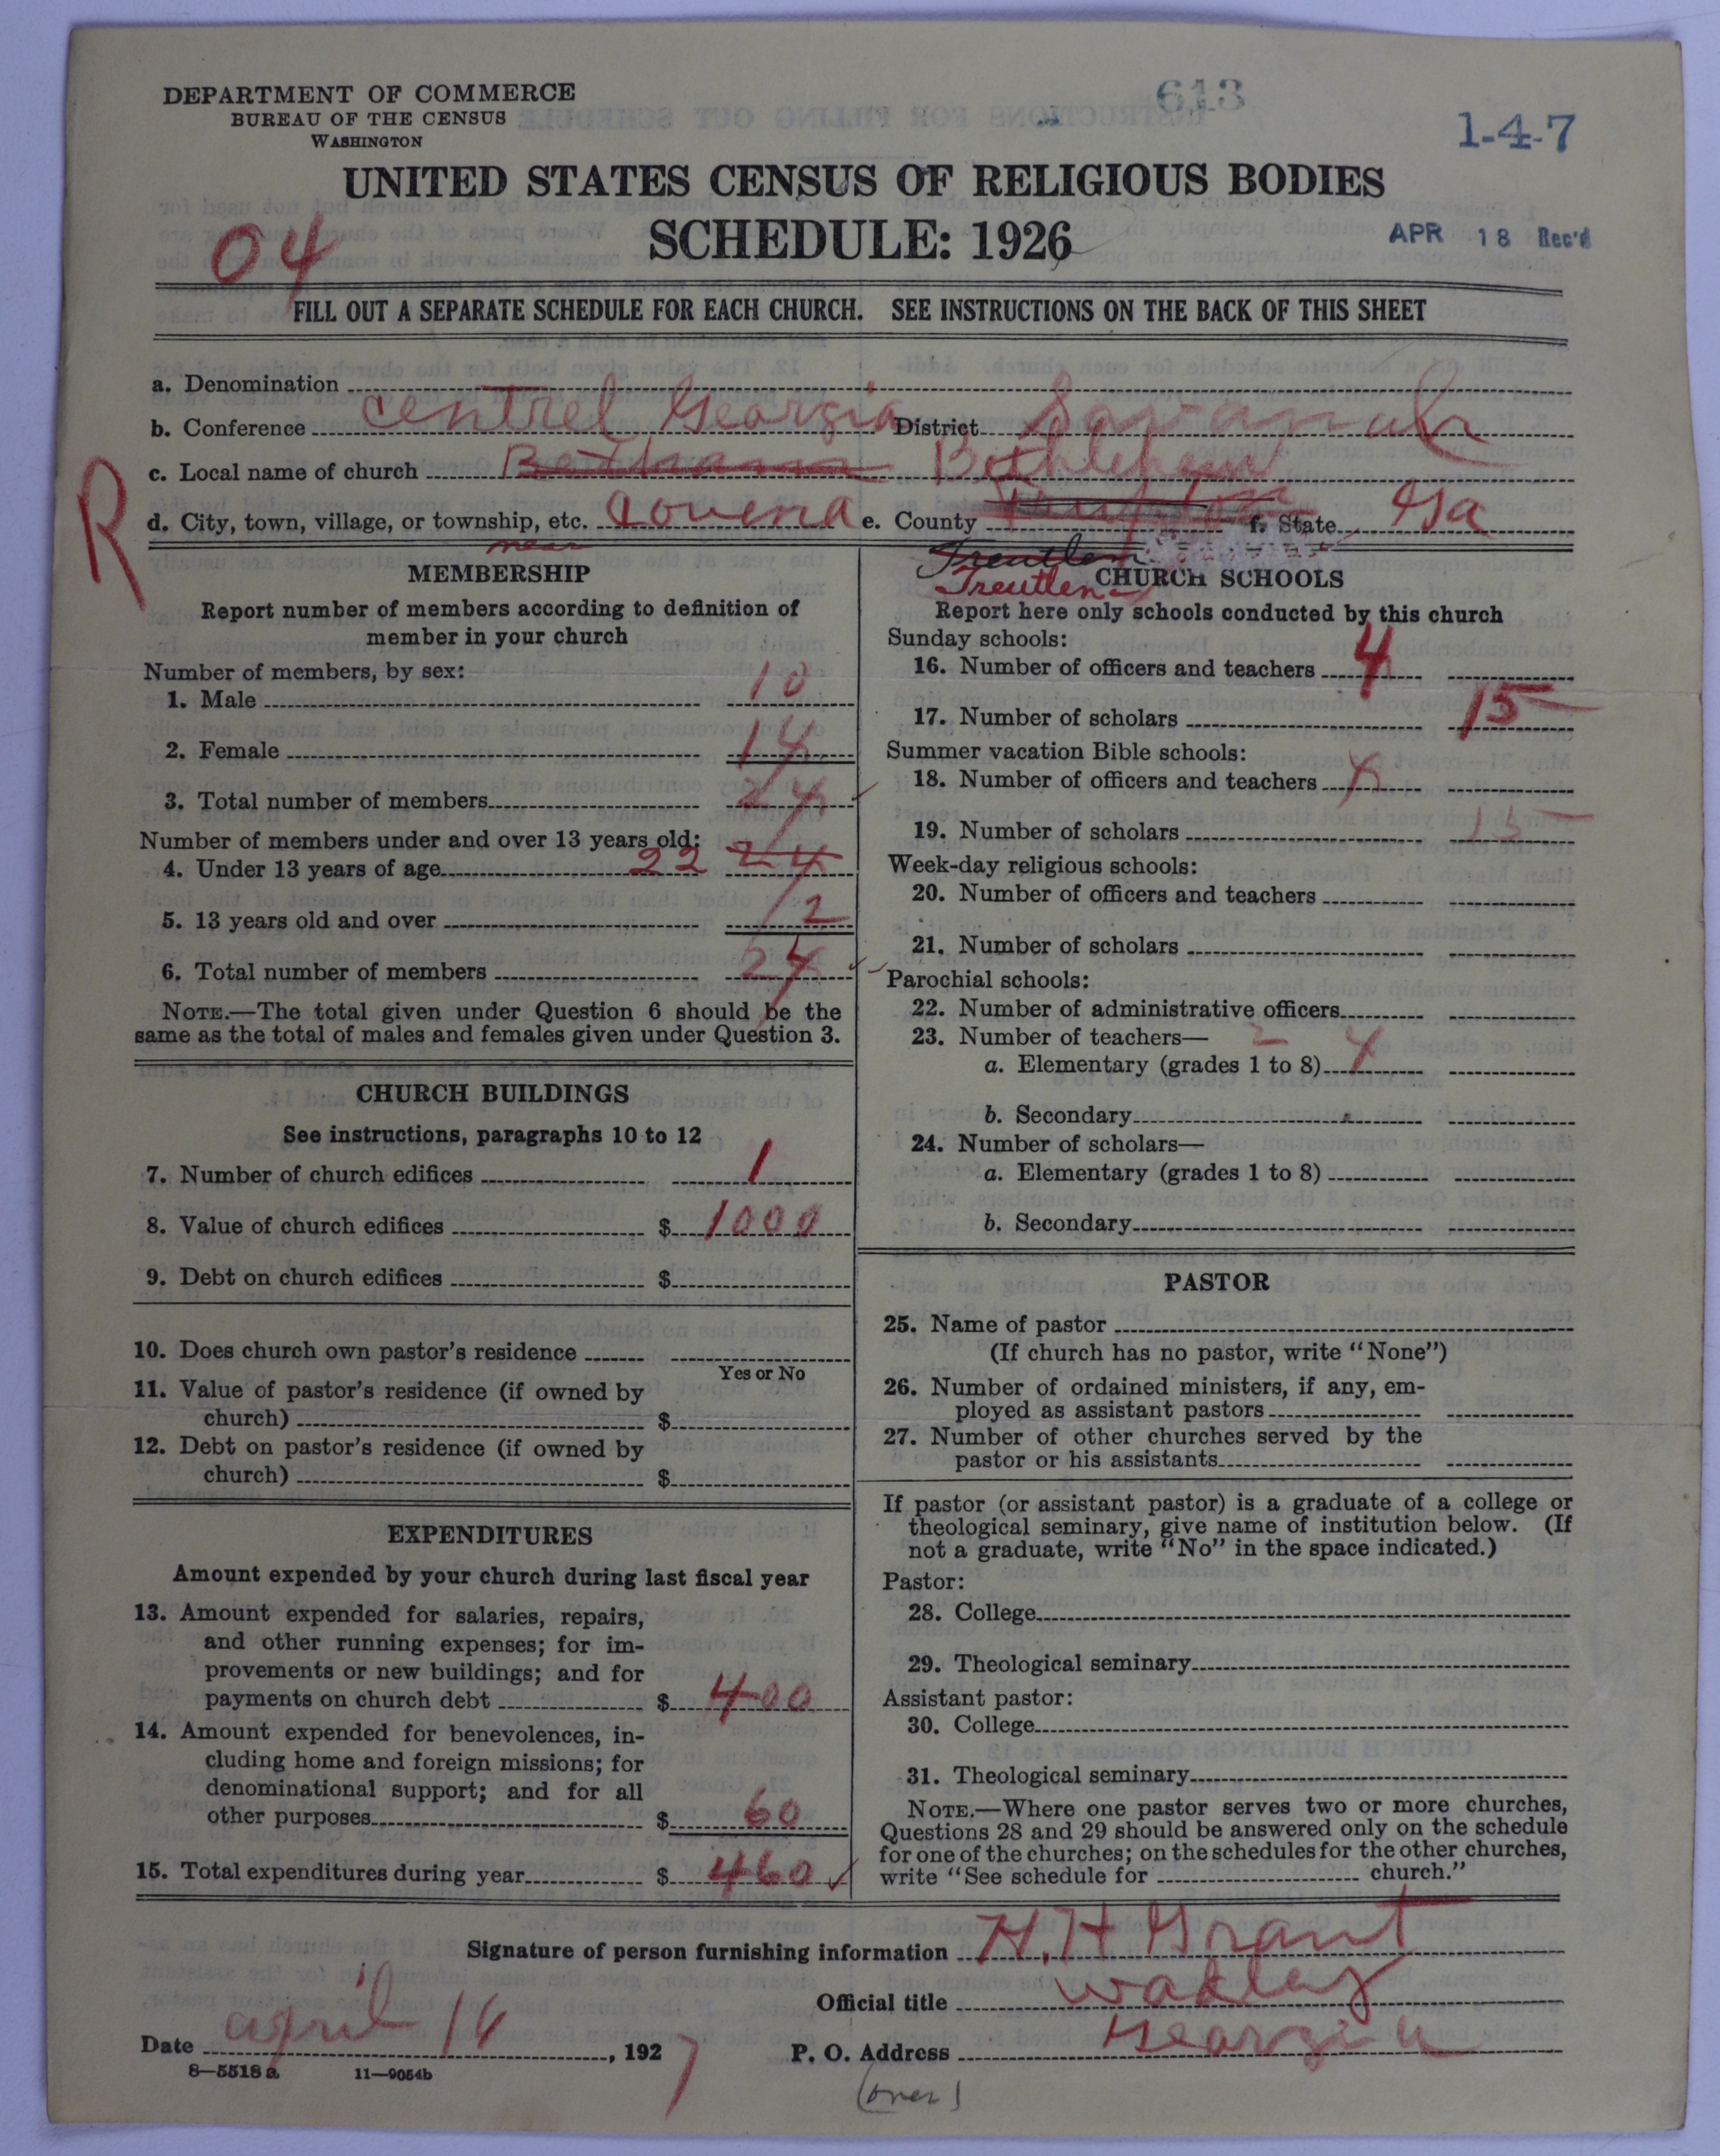 DEPARTMENT OF COMMERCE
BUREAU OF THE CENSUS
WASHINGTON
613
1-4-7
UNITED STATES CENSUS OF RELIGIOUS BODIES
SCHEDULE: 1926
04
APR 18 Rec'd
FILL OUT A SEPARATE SCHEDULE FOR EACH CHURCH. SEE INSTRUCTIONS ON THE BACK OF THIS SHEET
a. Denomination
b. Conference Centrel Georgia District Savanah
R
c. Local name of church Bethlehem
d. City, town, village, or township, etc. near Covena e. County f. State Ga
Treutlen
Treutlen
MEMBERSHIP
Report number of members according to definition of
member in your church
Number of members, by sex:
1. Male 10
2. Female 14
3. Total number of members 24
Number of members under and over 13 years old:
4. Under 13 years of age 22 24
5. 13 years old and over 2
6. Total number of members 24
NOTE.—The total given under Question 6 should be the
same as the total of males and females given under Question 3.
CHURCH BUILDINGS
See instructions, paragraphs 10 to 12
7. Number of church edifices 1
8. Value of church edifices $ 1000
9. Debt on church edifices $
10. Does church own pastor's residence
Yes or No
11. Value of pastor's residence (if owned by
church) $
12. Debt on pastor's residence (if owned by
church) $
EXPENDITURES
Amount expended by your church during last fiscal year
13. Amount expended for salaries, repairs,
and other running expenses; for im-
provements or new buildings; and for
payments on church debt $ 400
14. Amount expended for benevolences, in-
cluding home and foreign missions; for
denominational support; and for all
other purposes $ 60
15. Total expenditures during year $ 460
CHURCH SCHOOLS
Report here only schools conducted by this church
Sunday schools:
16. Number of officers and teachers 4
17. Number of scholars 15
Summer vacation Bible schools:
18. Number of officers and teachers 4
19. Number of scholars 15
Week-day religious schools:
20. Number of officers and teachers
21. Number of scholars
Parochial schools:
22. Number of administrative officers
23. Number of teachers— 2
a. Elementary (grades 1 to 8) 4
b. Secondary
24. Number of scholars—
a. Elementary (grades 1 to 8)
b. Secondary
PASTOR
25. Name of pastor
(If church has no pastor, write "None")
26. Number of ordained ministers, if any, em-
ployed as assistant pastors
27. Number of other churches served by the
pastor or his assistants
If pastor (or assistant pastor) is a graduate of a college or
theological seminary, give name of institution below. (If
not a graduate, write "No" in the space indicated.)
Pastor:
28. College
29. Theological seminary
Assistant pastor:
30. College
31. Theological seminary
NOTE.—Where one pastor serves two or more churches,
Questions 28 and 29 should be answered only on the schedule
for one of the churches; on the schedules for the other churches,
write "See schedule for church."
Signature of person furnishing information H. H Grant
Official title Wadley
Date april 16, 1927
P. O. Address Georgia
8—5518 a 11—9054b
(over)